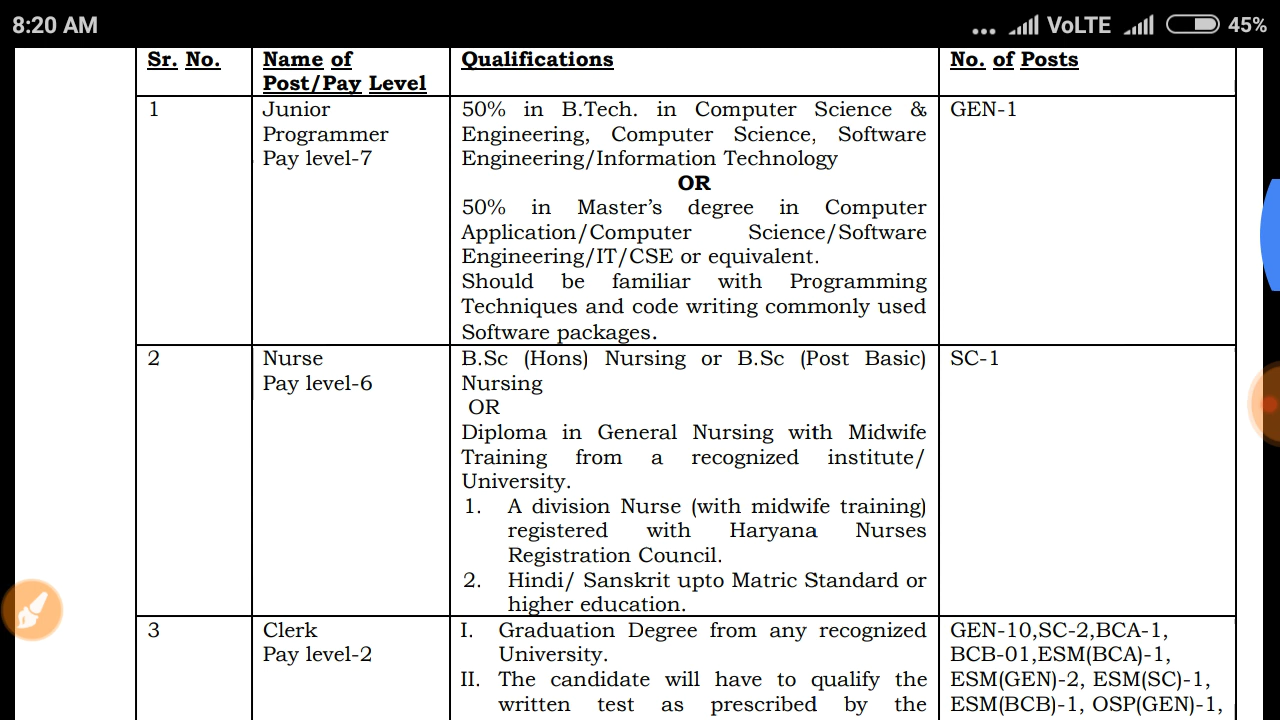 8:20 AM ... VoLTE 45%
Sr. No. Name of Post/Pay Level Qualifications No. of Posts
1 Junior Programmer Pay level-7
50% in B.Tech. in Computer Science &
Engineering, Computer Science, Software
Engineering/Information Technology
OR
50% in Master's degree in Computer
Application/Computer Science/Software
Engineering/IT/CSE or equivalent.
Should be familiar with Programming
Techniques and code writing commonly used
Software packages.
GEN-1
2 Nurse Pay level-6
B.Sc (Hons) Nursing or B.Sc (Post Basic)
Nursing
OR
Diploma in General Nursing with Midwife
Training from a recognized institute/
University.
1. A division Nurse (with midwife training)
registered with Haryana Nurses
Registration Council.
2. Hindi/ Sanskrit upto Matric Standard or
higher education.
SC-1
3 Clerk Pay level-2
I. Graduation Degree from any recognized
University.
II. The candidate will have to qualify the
written test as prescribed by the
GEN-10,SC-2,BCA-1,
BCB-01,ESM(BCA)-1,
ESM(GEN)-2, ESM(SC)-1,
ESM(BCB)-1, OSP(GEN)-1,